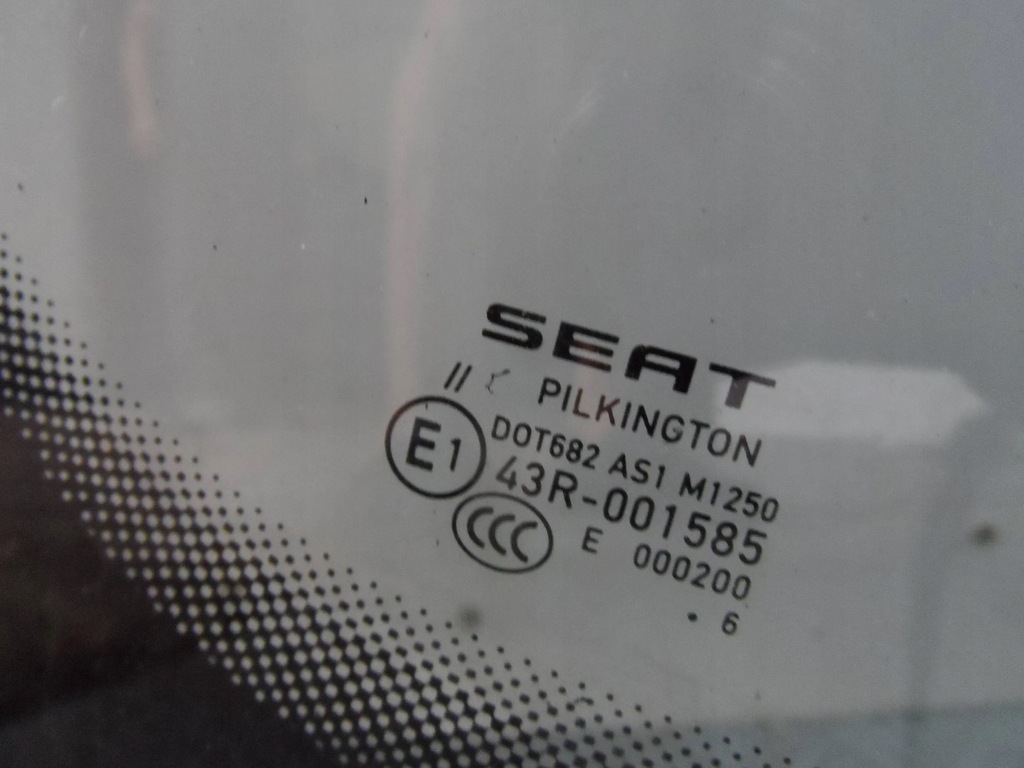 SEAT
// PILKINGTON
E1 DOT682 AS1 M1250
43R-001585
CCC E 000200
. 6